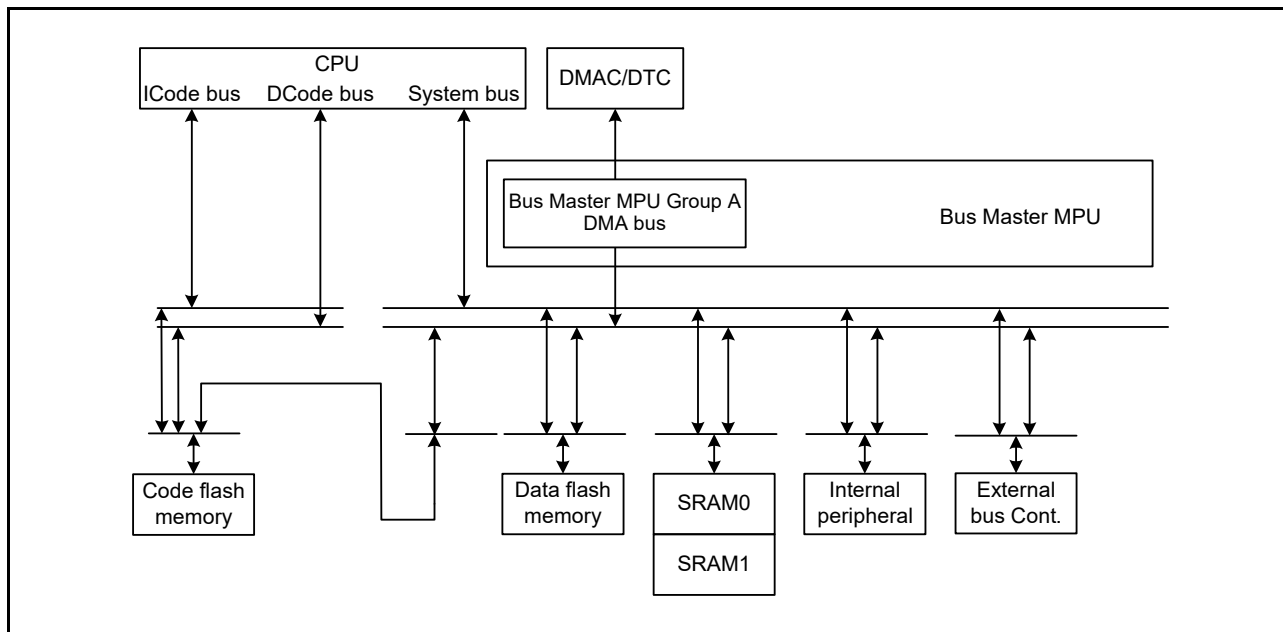 CPU
ICode bus DCode bus System bus
DMAC/DTC
Bus Master MPU Group A
DMA bus
Bus Master MPU
Code flash
memory
Data flash
memory
SRAM0
SRAM1
Internal
peripheral
External
bus Cont.